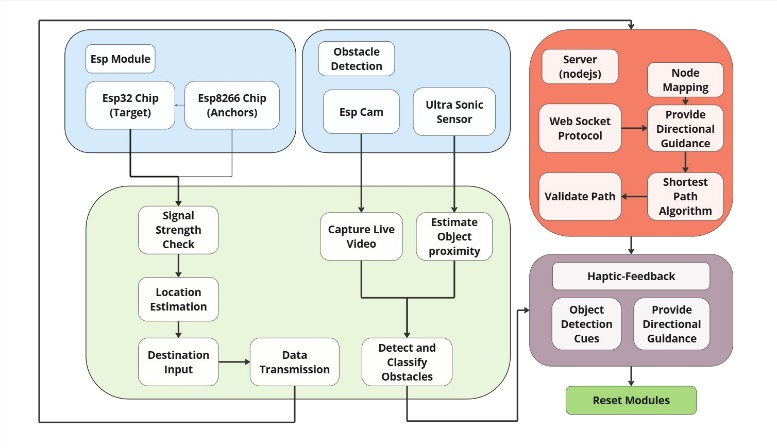 Esp Module
Esp32 Chip
(Target)
Esp8266 Chip
(Anchors)
Obstacle
Detection
Esp Cam
Ultra Sonic
Sensor
Server
(nodejs)
Node
Mapping
Web Socket
Protocol
Provide
Directional
Guidance
Validate Path
Shortest
Path
Algorithm
Signal
Strength
Check
Capture Live
Video
Estimate
Object
proximity
Location
Estimation
Destination
Input
Data
Transmission
Detect and
Classify
Obstacles
Haptic-Feedback
Object
Detection
Cues
Provide
Directional
Guidance
Reset Modules